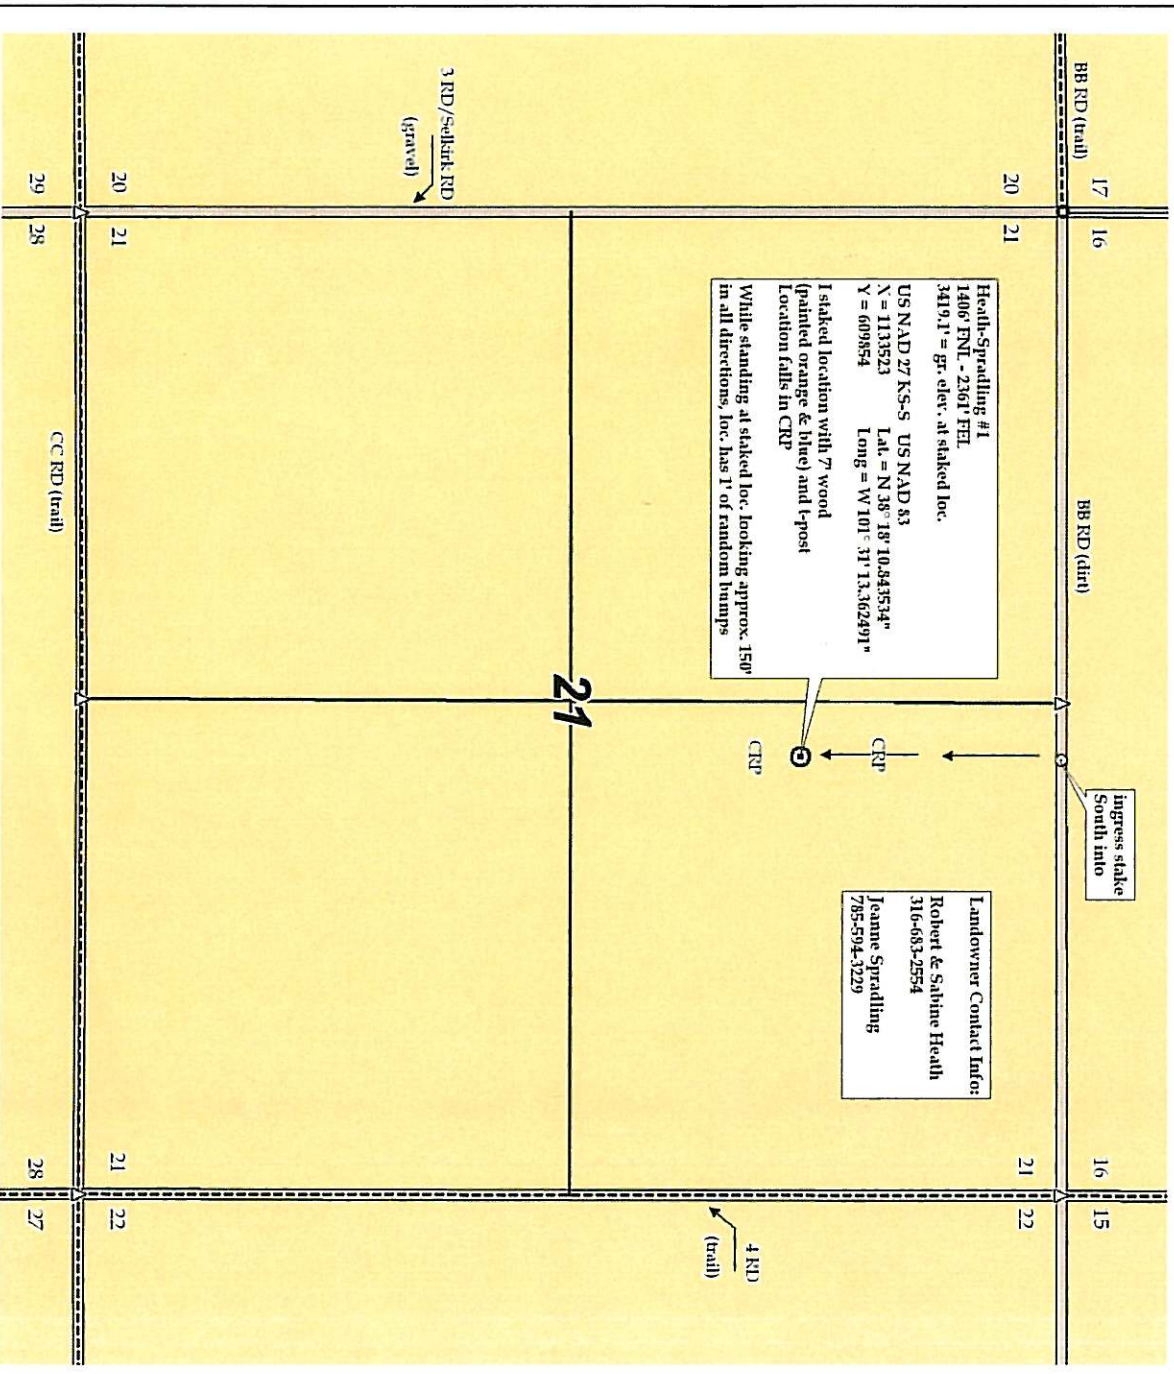 BB RD (trail)
17
16
20
21
BB RD (dirt)
ingress stake
South into
16
15
21
22
Heath-Spradling #1
1406' FNL - 2361' FEL
3419.1' = gr. elev. at staked loc.
US NAD 27 KS-S   US NAD 83
X = 1133523   Lat. = N 38° 18' 10.843534"
Y = 609854   Long = W 101° 31' 13.362491"
I staked location with 7' wood
(painted orange & blue) and t-post
Location falls in CRP
While standing at staked loc. looking approx. 150'
in all directions, loc. has 1' of random bumps
CRP
CRP
Landowner Contact Info:
Robert & Sabine Heath
316-683-2554
Jeanne Spradling
785-594-3229
3 RD/Selkirk RD
(gravel)
21
4 RD
(trail)
20
21
29
28
CC RD (trail)
21
22
28
27